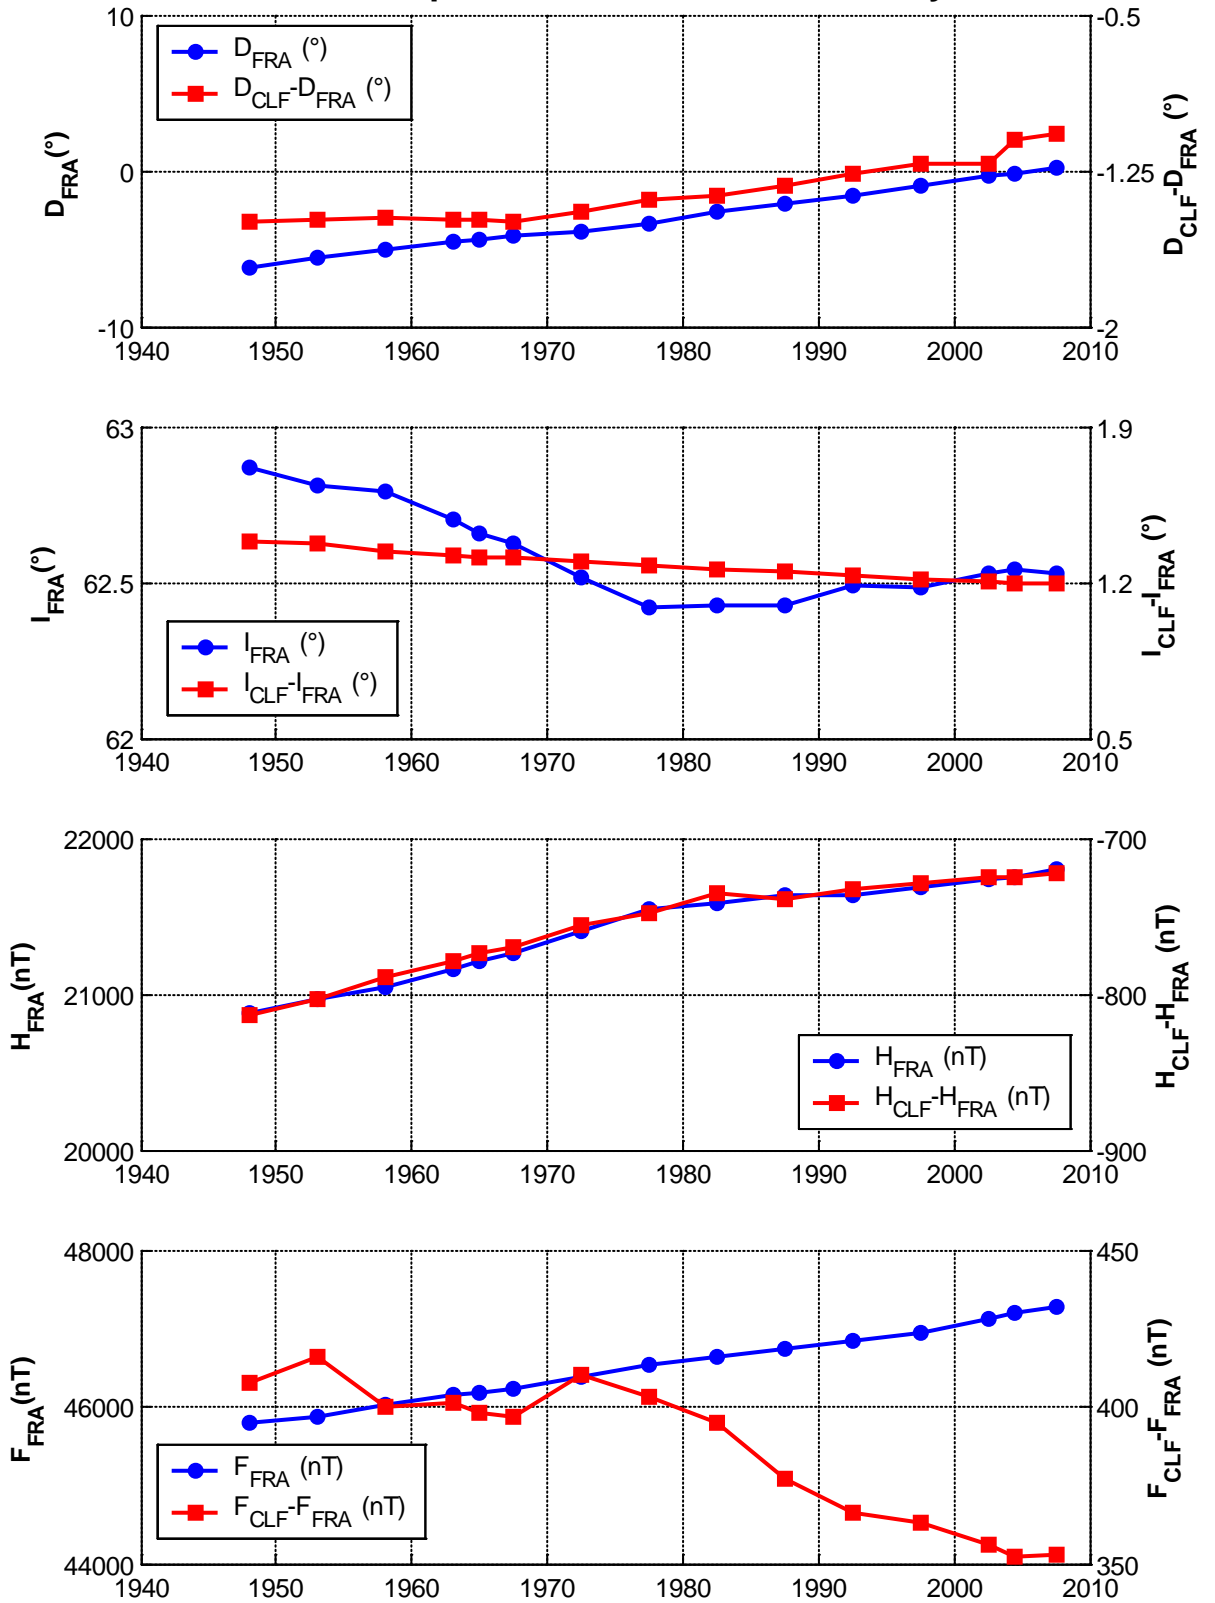 10
-0.5
D_FRA (°)
D_CLF-D_FRA (°)
D_FRA(°)
0
-1.25
D_CLF-D_FRA (°)
-10
-2
1940 1950 1960 1970 1980 1990 2000 2010
63
1.9
I_FRA(°)
62.5
1.2
I_CLF-I_FRA (°)
I_FRA (°)
I_CLF-I_FRA (°)
62
0.5
1940 1950 1960 1970 1980 1990 2000 2010
22000
-700
H_FRA(nT)
21000
-800
H_CLF-H_FRA (nT)
H_FRA (nT)
H_CLF-H_FRA (nT)
20000
-900
1940 1950 1960 1970 1980 1990 2000 2010
48000
450
F_FRA(nT)
46000
400
F_CLF-F_FRA (nT)
F_FRA (nT)
F_CLF-F_FRA (nT)
44000
350
1940 1950 1960 1970 1980 1990 2000 2010